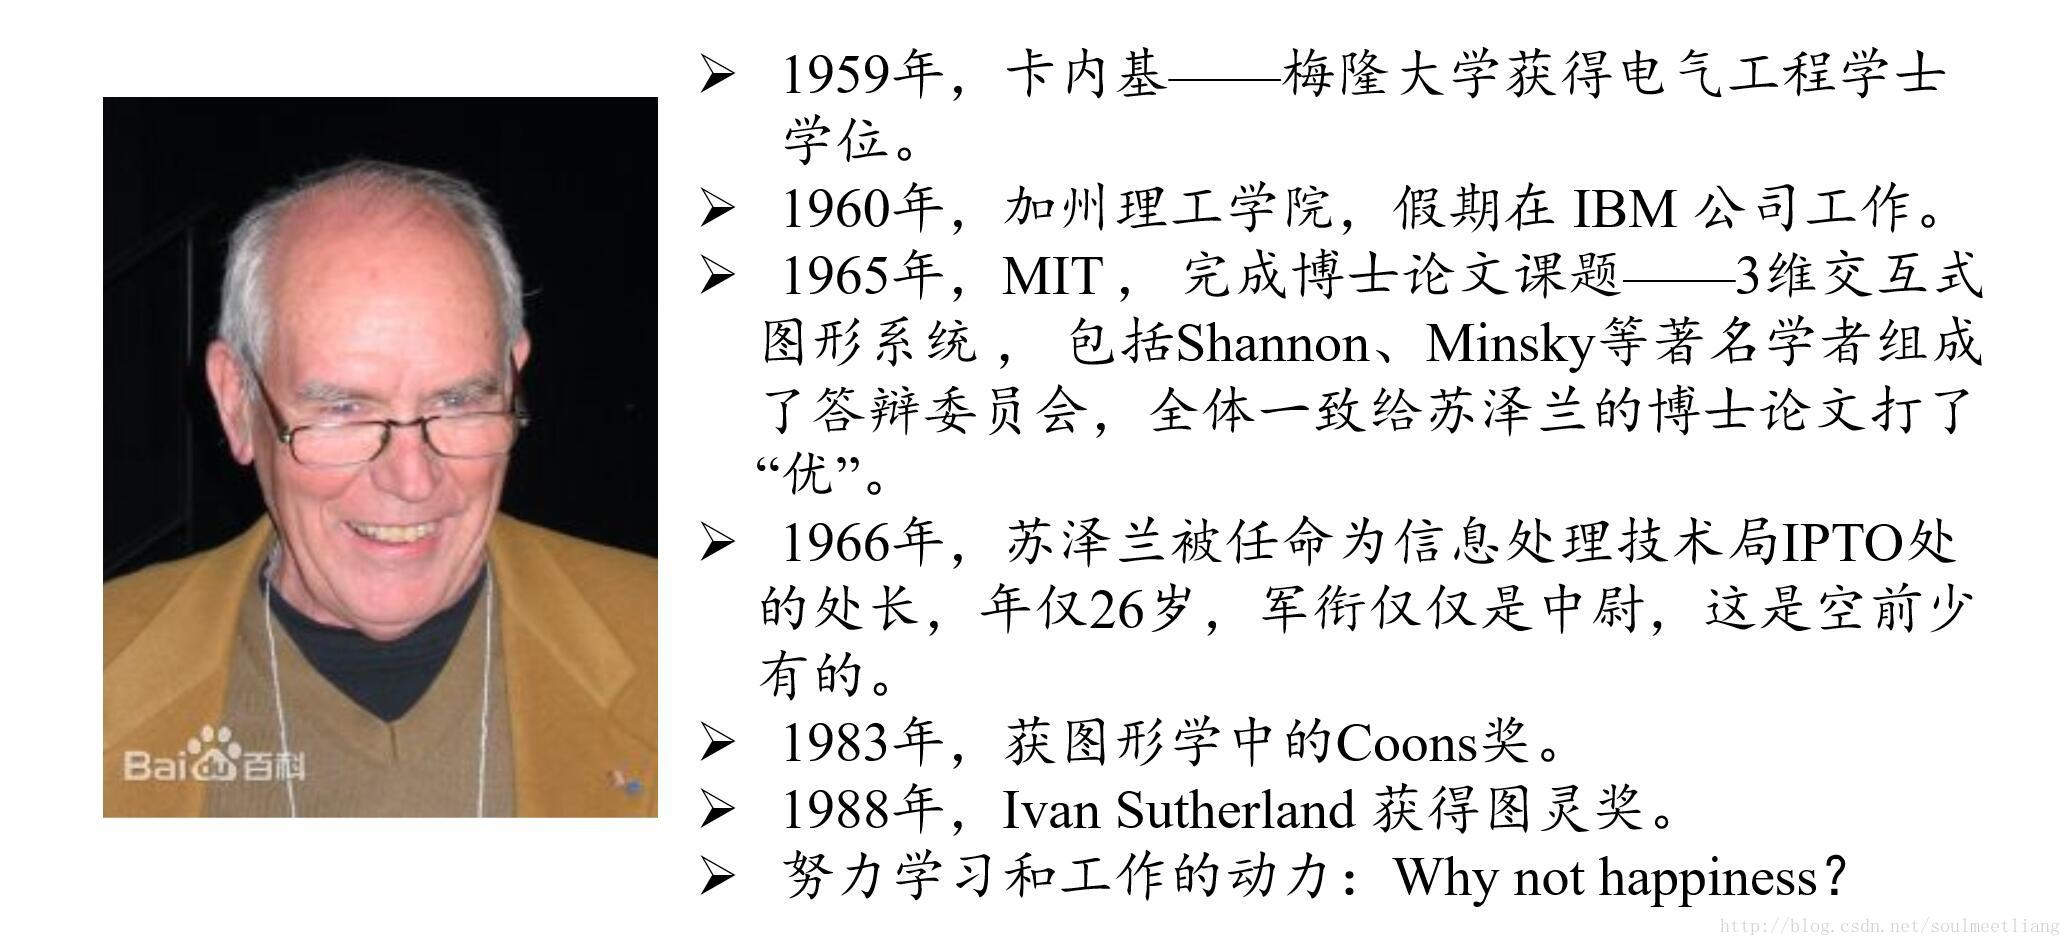 ➢ 1959年，卡内基——梅隆大学获得电气工程学士
学位。
➢ 1960年，加州理工学院，假期在 IBM 公司工作。
➢ 1965年，MIT ， 完成博士论文课题——3维交互式
图形系统 ， 包括Shannon、Minsky等著名学者组成
了答辩委员会，全体一致给苏泽兰的博士论文打了
“优”。
➢ 1966年，苏泽兰被任命为信息处理技术局IPTO处
的处长，年仅26岁，军衔仅仅是中尉，这是空前少
有的。
➢ 1983年，获图形学中的Coons奖。
➢ 1988年，Ivan Sutherland 获得图灵奖。
➢ 努力学习和工作的动力：Why not happiness？
Bai du 百科
http://blog.csdn.net/soulmeetliang